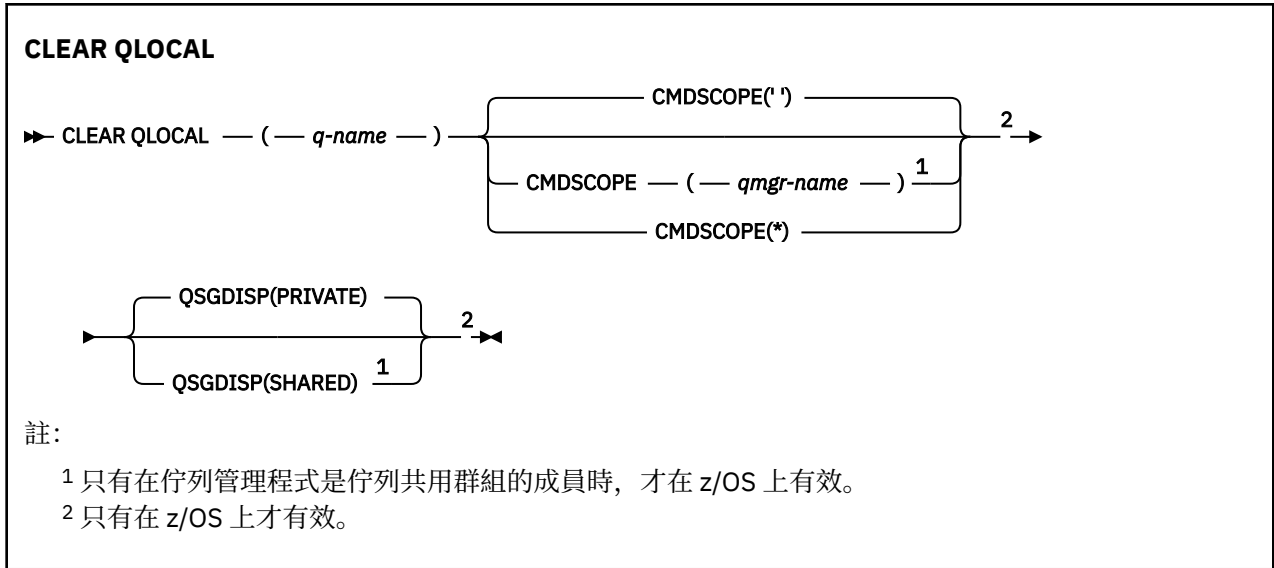 CLEAR QLOCAL
CMDSCOPE(' ')
CLEAR QLOCAL ( q-name ) 2
CMDSCOPE ( qmgr-name ) 1
CMDSCOPE(*)
QSGDISP(PRIVATE)
2
QSGDISP(SHARED) 1
註:
1 只有在佇列管理程式是佇列共用群組的成員時，才在 z/OS 上有效。
2 只有在 z/OS 上才有效。